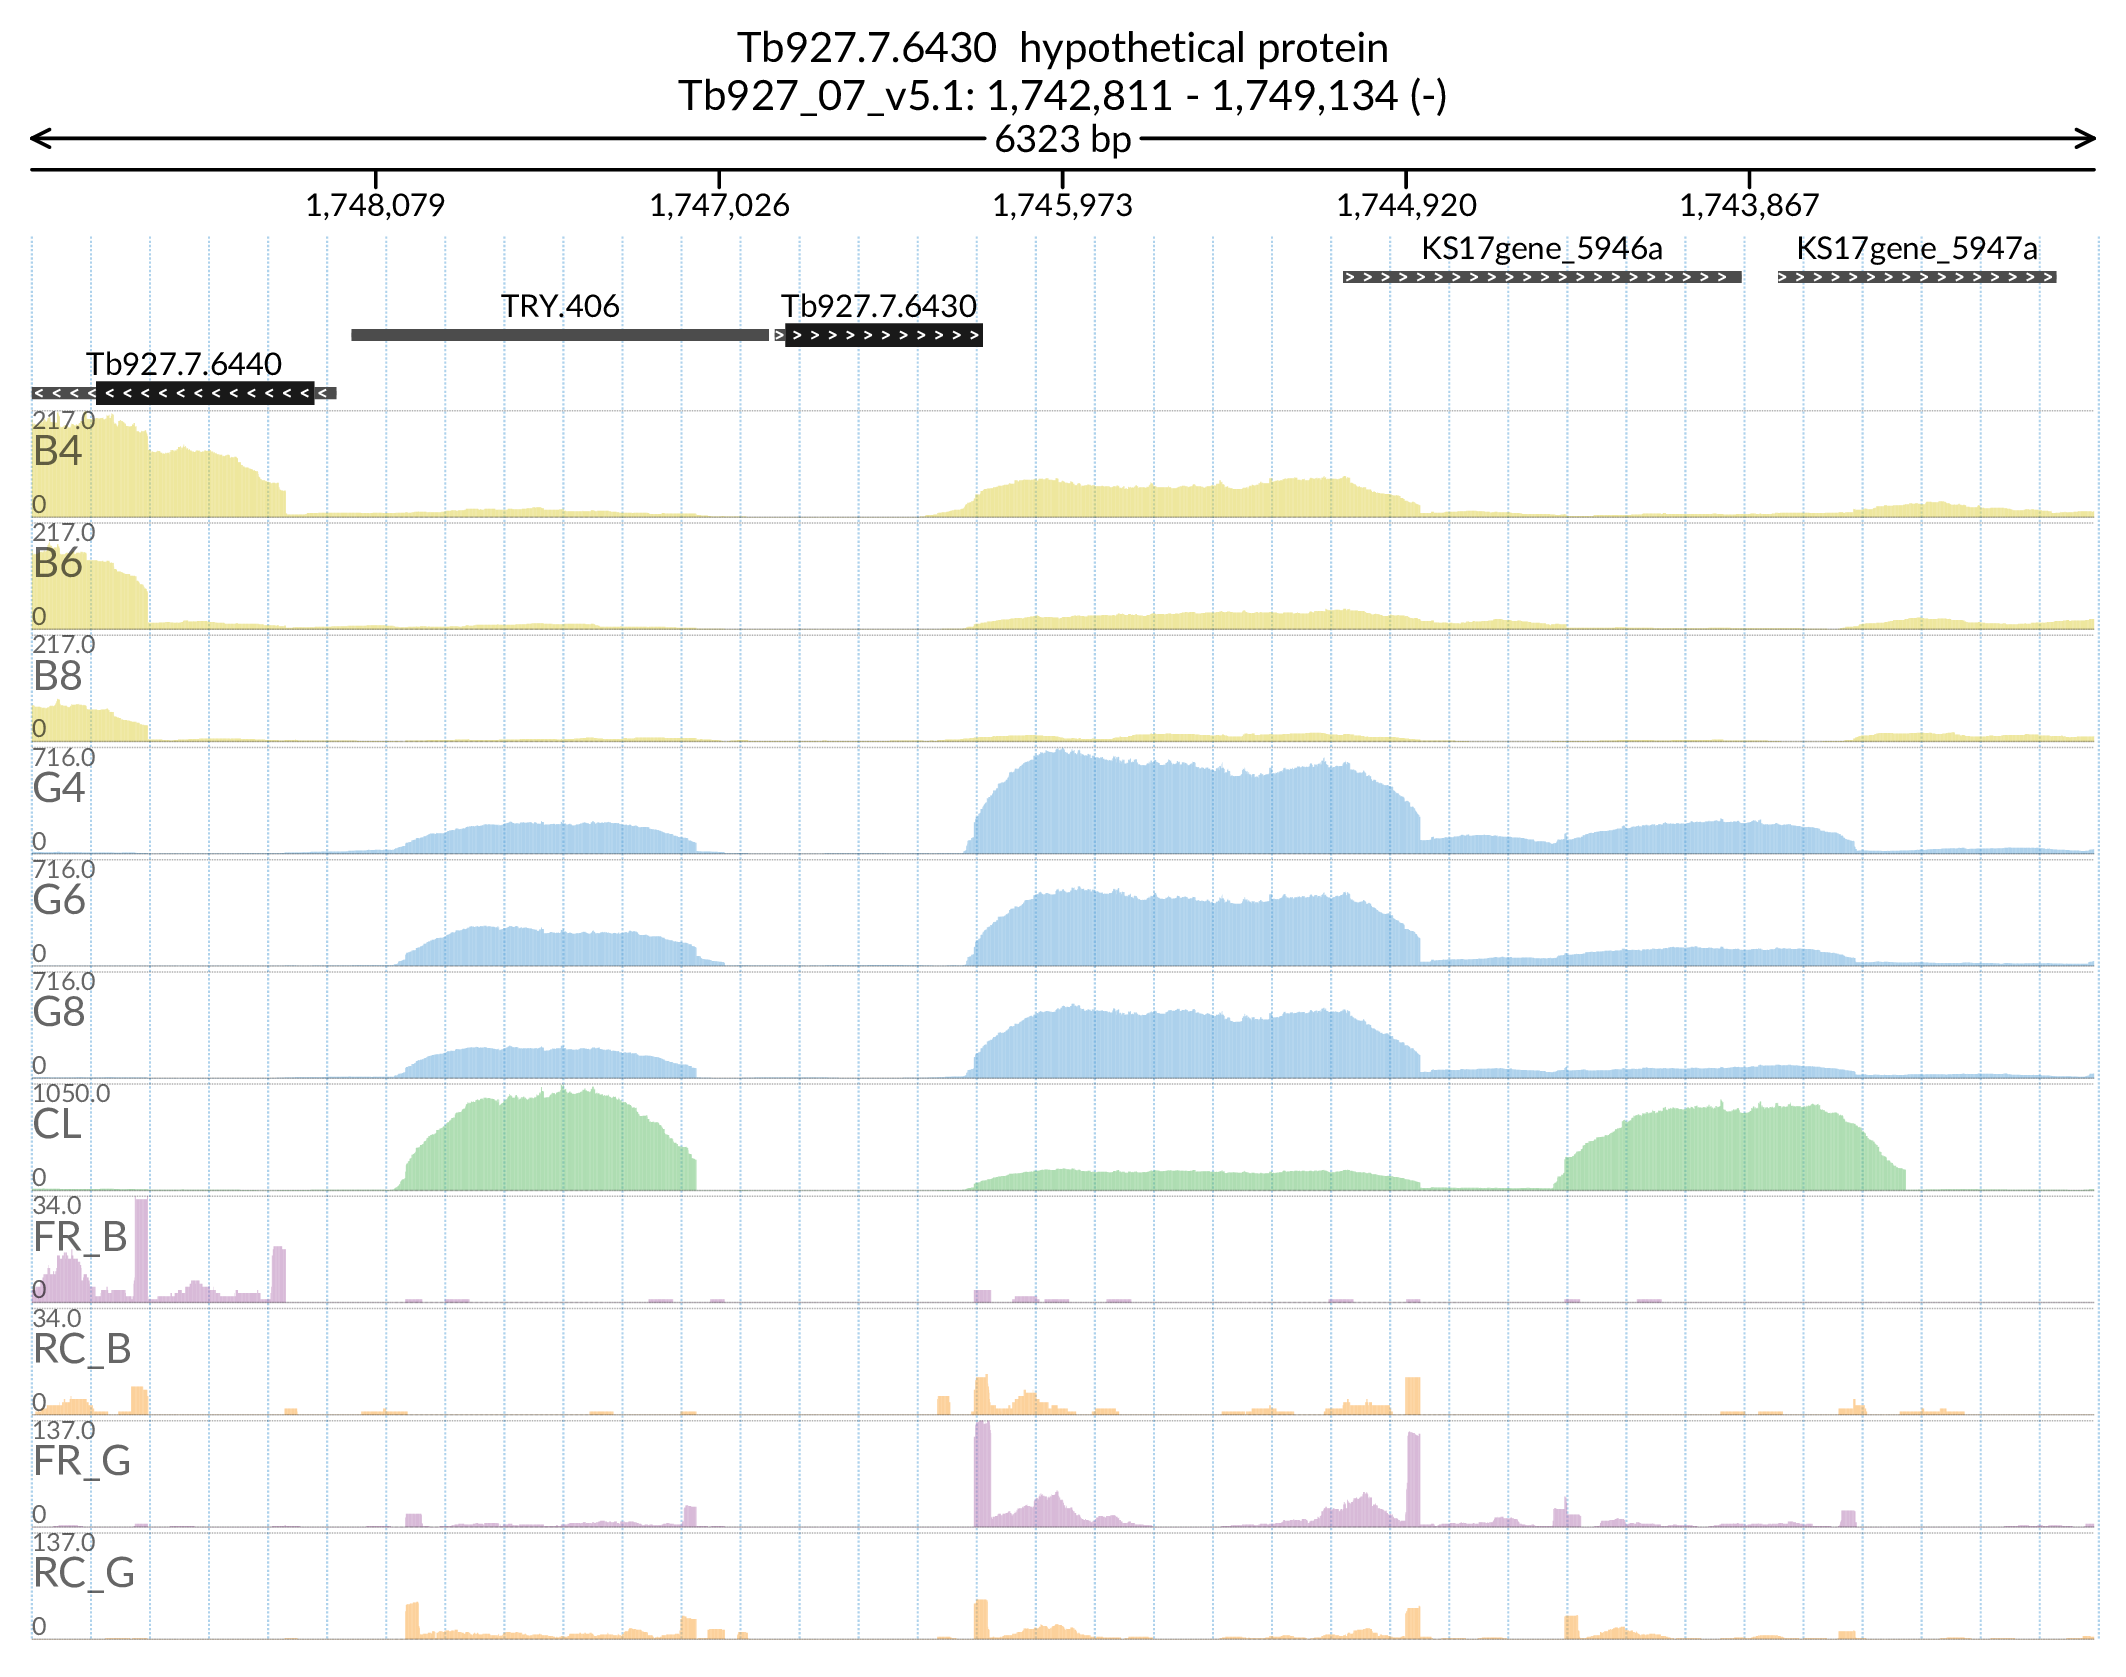 Tb927.7.6430 hypothetical protein
Tb927_07_v5.1: 1,742,811 - 1,749,134 (-)
6323 bp
1,748,079 1,747,026 1,745,973 1,744,920 1,743,867
KS17gene_5946a KS17gene_5947a
TRY.406 Tb927.7.6430
Tb927.7.6440
217.0
B4
0
217.0
B6
0
217.0
B8
0
716.0
G4
0
716.0
G6
0
716.0
G8
0
1050.0
CL
0
34.0
FR_B
0
34.0
RC_B
0
137.0
FR_G
0
137.0
RC_G
0